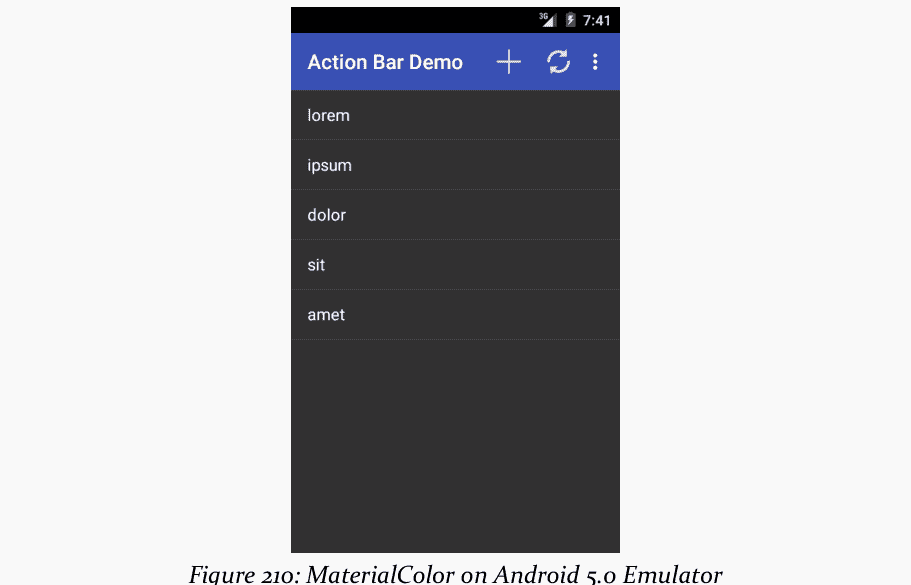 3G 7:41
Action Bar Demo
lorem
ipsum
dolor
sit
amet
Figure 210: MaterialColor on Android 5.0 Emulator